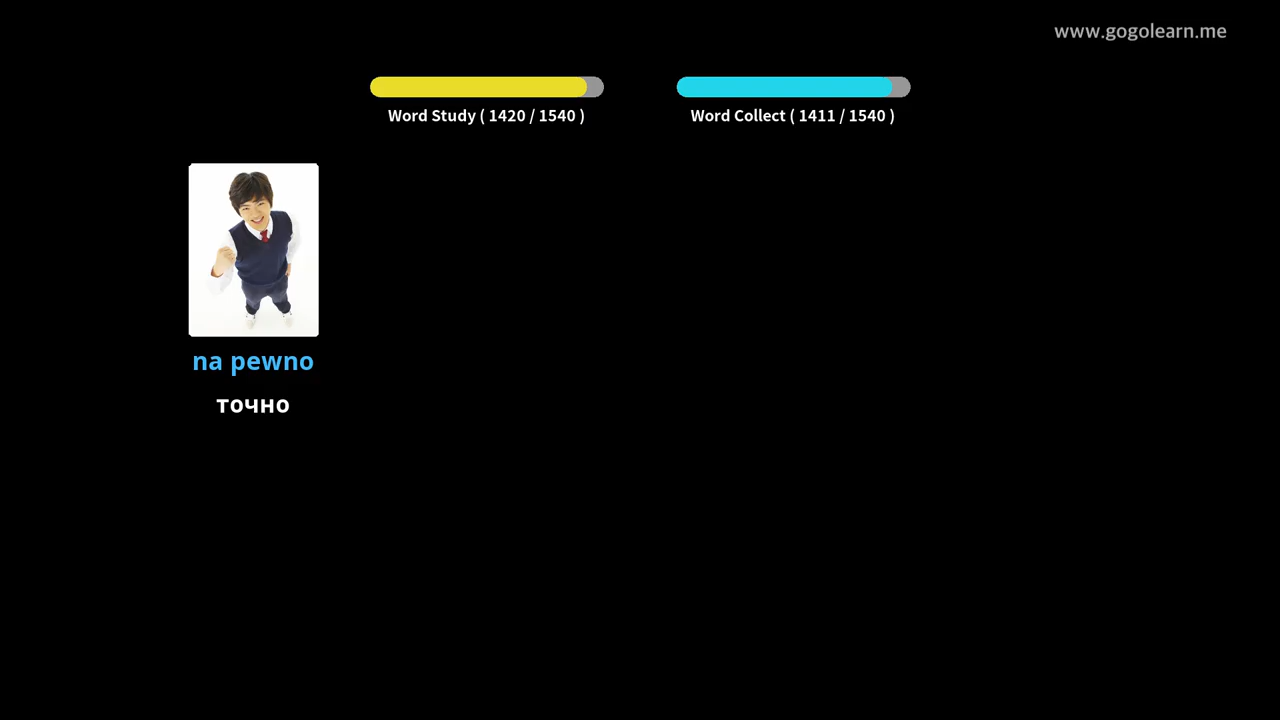 www.gogolearn.me
Word Study ( 1420 / 1540 )
Word Collect ( 1411 / 1540 )
na pewno
точно